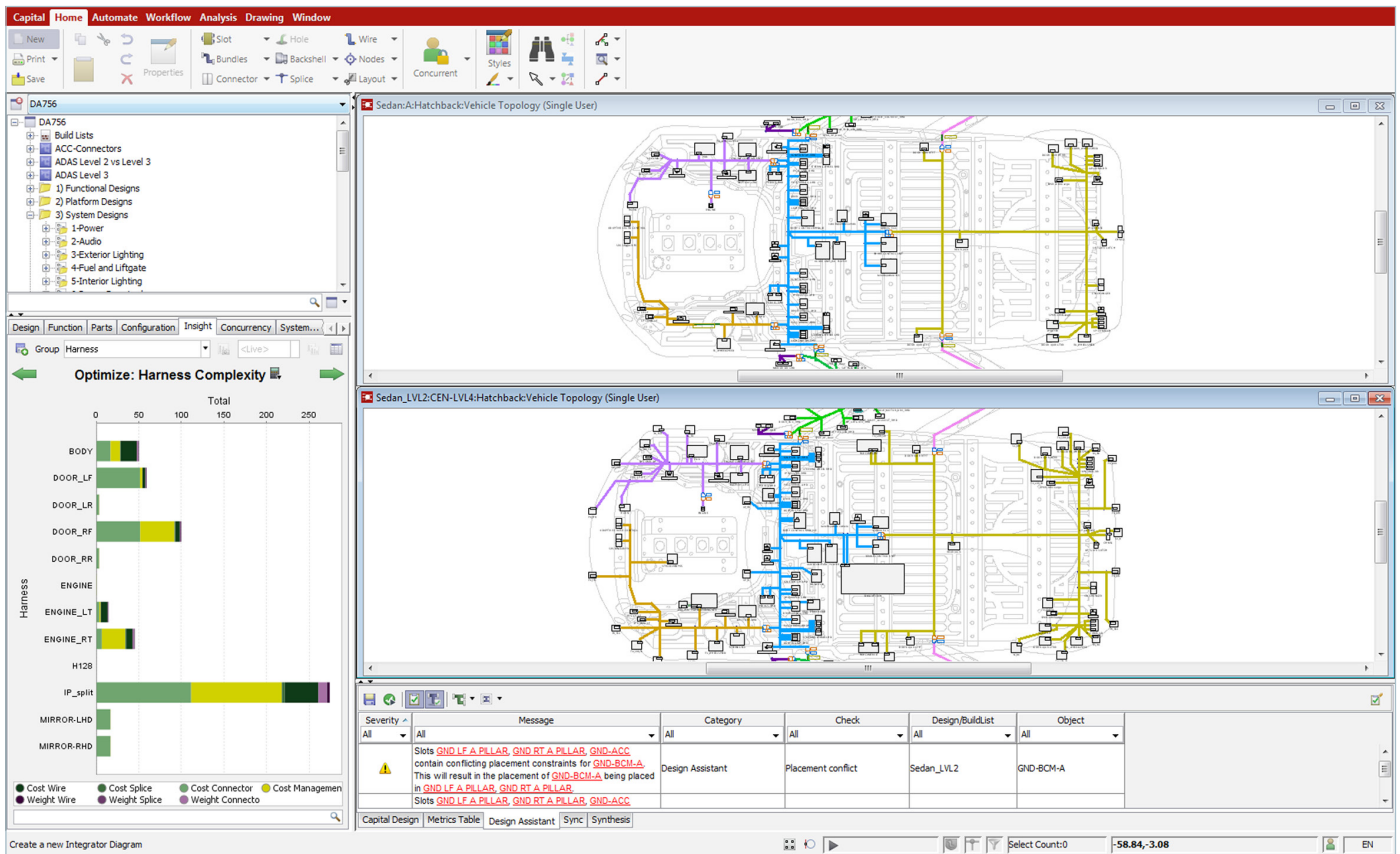 Capital Home Automate Workflow Analysis Drawing Window
New
Print
Save
Properties
Slot
Bundles
Connector
Hole
Backshell
Splice
Wire
Nodes
Layout
Concurrent
Styles
DA756
DA756
Build Lists
ACC-Connectors
ADAS Level 2 vs Level 3
ADAS Level 3
1) Functional Designs
2) Platform Designs
3) System Designs
1-Power
2-Audio
3-Exterior Lighting
4-Fuel and Liftgate
5-Interior Lighting
Design Function Parts Configuration Insight Concurrency System...
Group Harness <Live>
Optimize: Harness Complexity
Total
0 50 100 150 200 250
Harness
BODY
DOOR_LF
DOOR_LR
DOOR_RF
DOOR_RR
ENGINE
ENGINE_LT
ENGINE_RT
H128
IP_split
MIRROR-LHD
MIRROR-RHD
Cost Wire Cost Splice Cost Connector Cost Managemen
Weight Wire Weight Splice Weight Connecto
Sedan:A:Hatchback:Vehicle Topology (Single User)
Sedan_LVL2:CEN-LVL4:Hatchback:Vehicle Topology (Single User)
Severity Message Category Check Design/BuildList Object
All All All All All All
Slots GND LF A PILLAR, GND RT A PILLAR, GND-ACC
contain conflicting placement constraints for GND-BCM-A,
This will result in the placement of GND-BCM-A being placed
in GND LF A PILLAR, GND RT A PILLAR,
Design Assistant
Placement conflict
Sedan_LVL2
GND-BCM-A
Slots GND LF A PILLAR, GND RT A PILLAR, GND-ACC
Capital Design Metrics Table Design Assistant Sync Synthesis
Create a new Integrator Diagram
Select Count:0
-58.84,-3.08
EN